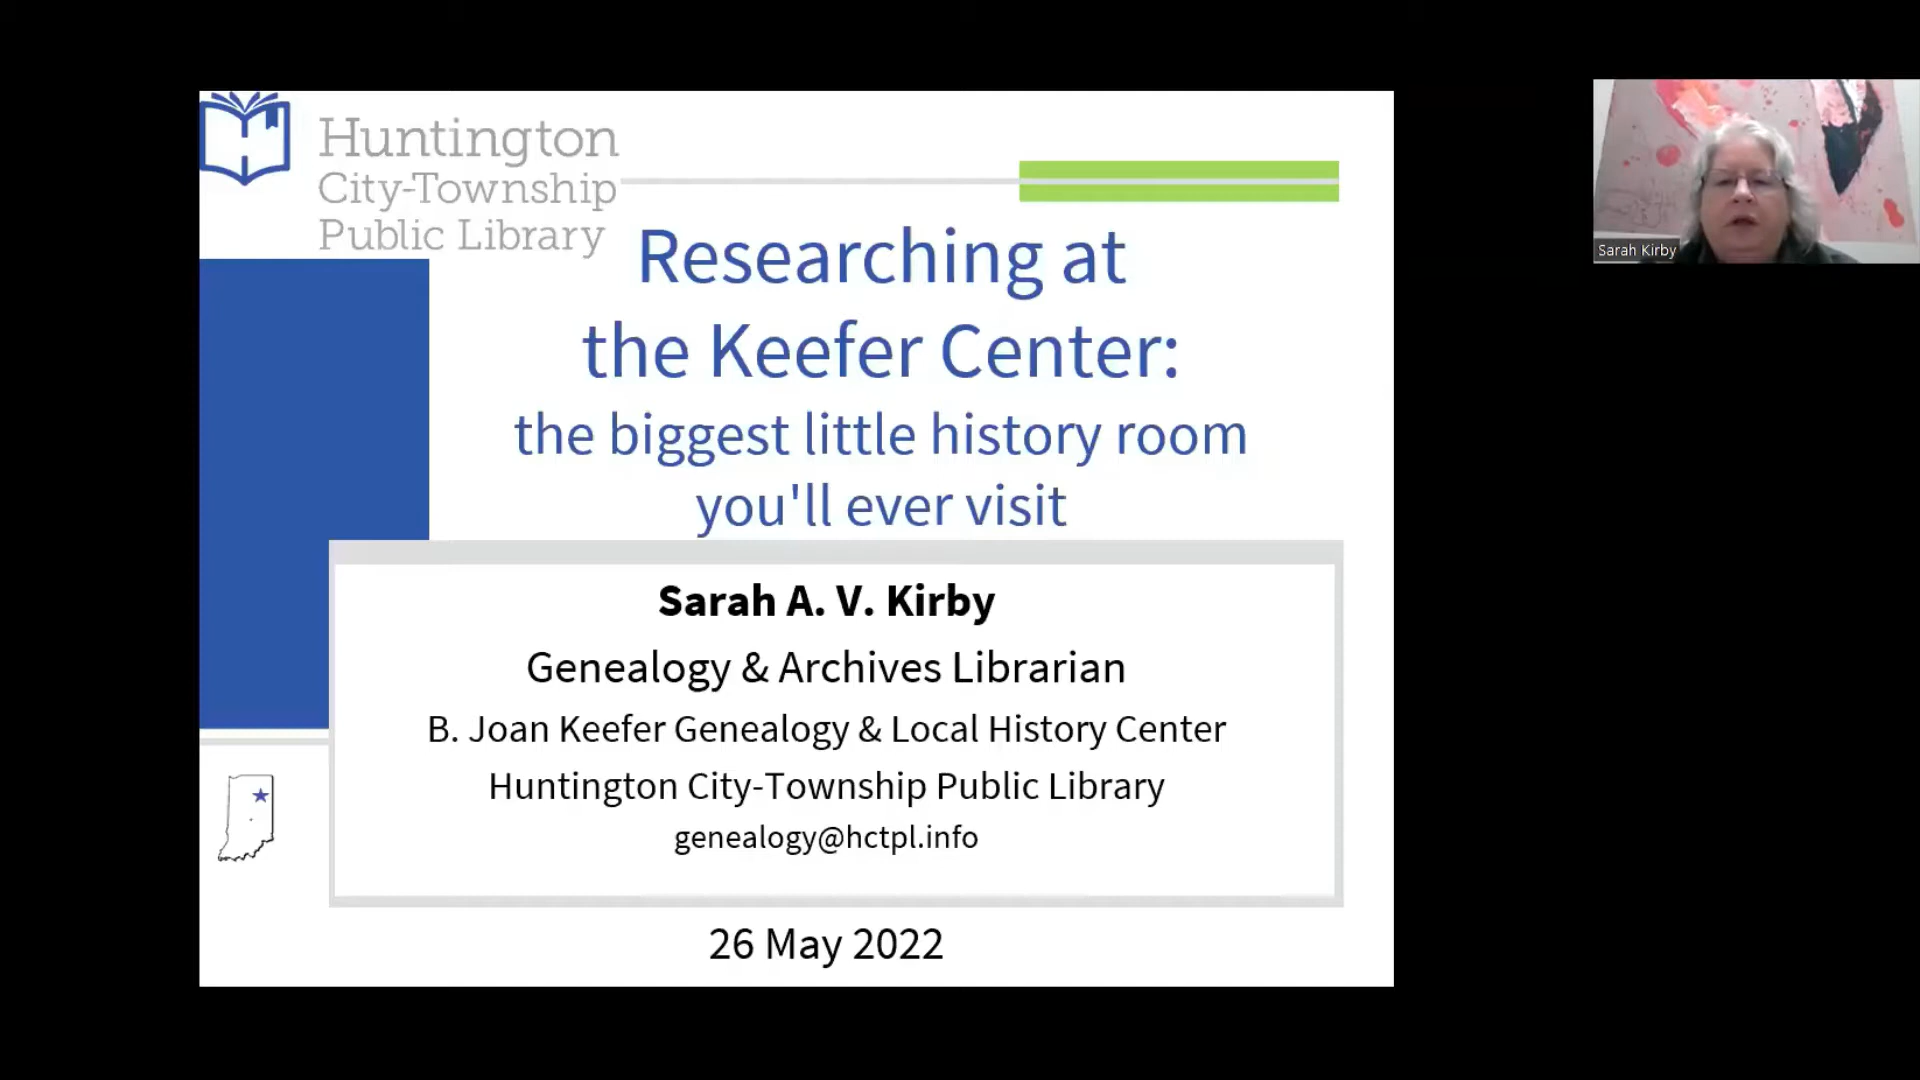 Huntington
City-Township
Public Library
Researching at
the Keefer Center:
the biggest little history room
you'll ever visit
Sarah A. V. Kirby
Genealogy & Archives Librarian
B. Joan Keefer Genealogy & Local History Center
Huntington City-Township Public Library
genealogy@hctpl.info
26 May 2022
Sarah Kirby